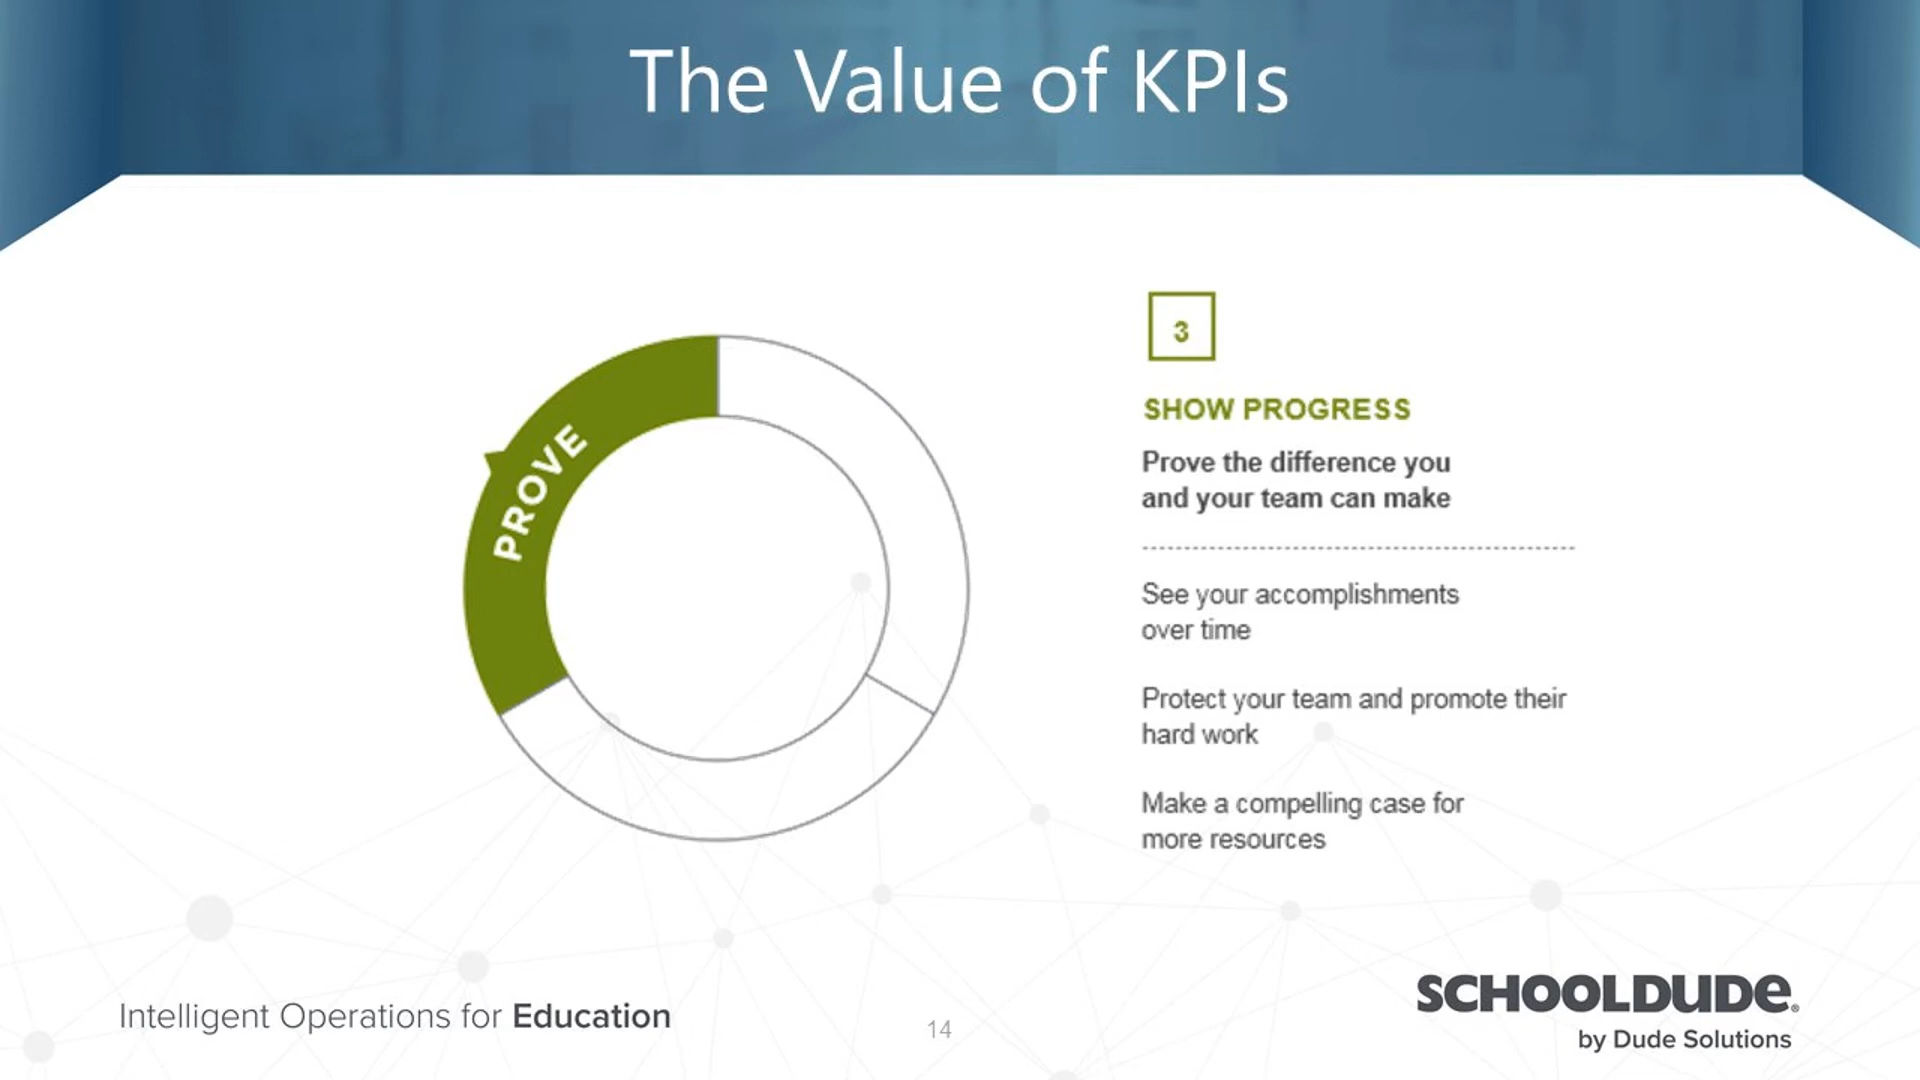 The Value of KPIs
PROVE
3
SHOW PROGRESS
Prove the difference you
and your team can make
See your accomplishments
over time
Protect your team and promote their
hard work
Make a compelling case for
more resources
Intelligent Operations for Education
14
SCHOOLDUDE®
by Dude Solutions